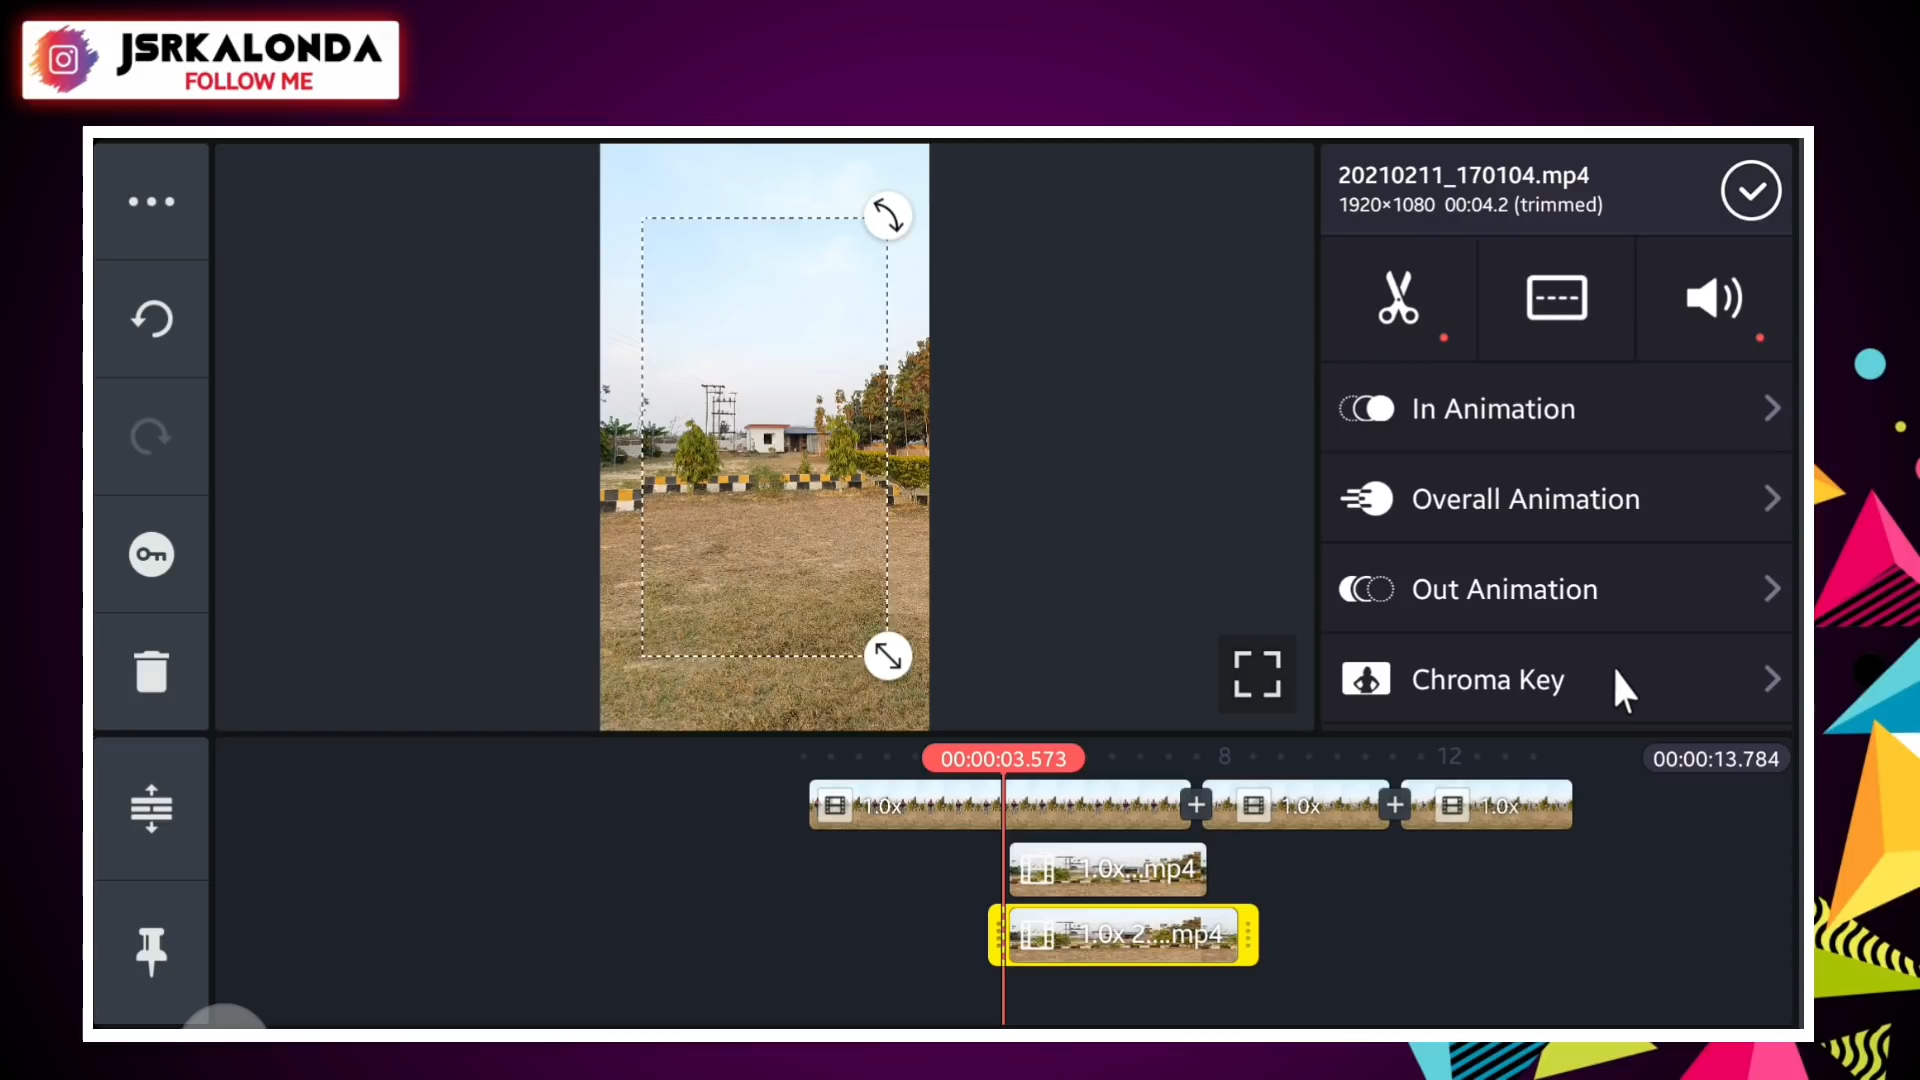 JSRKALONDA
FOLLOW ME
20210211_170104.mp4
1920×1080 00:04.2 (trimmed)
In Animation
Overall Animation
Out Animation
Chroma Key
00:00:03.573
8
12
00:00:13.784
1.0x
1.0x
1.0x
1.0x...mp4
1.0x 2....mp4